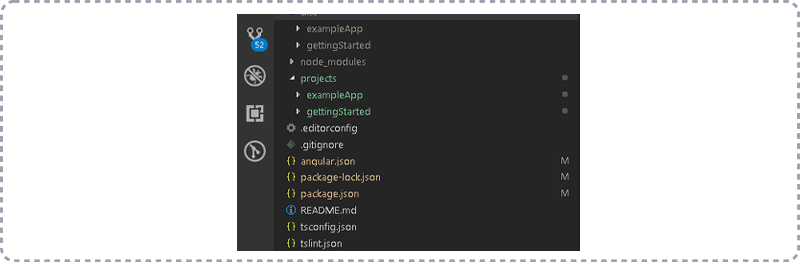 exampleApp
gettingStarted
52
node_modules
projects
exampleApp
gettingStarted
.editorconfig
.gitignore
angular.json M
package-lock.json M
package.json M
README.md
tsconfig.json
tslint.json